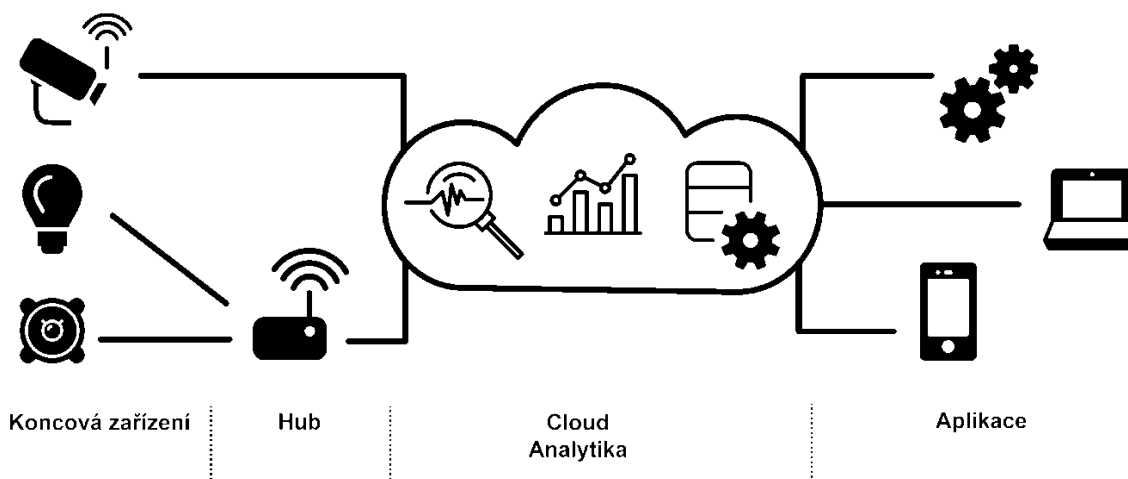 Koncová zařízení
Hub
Cloud
Analytika
Aplikace